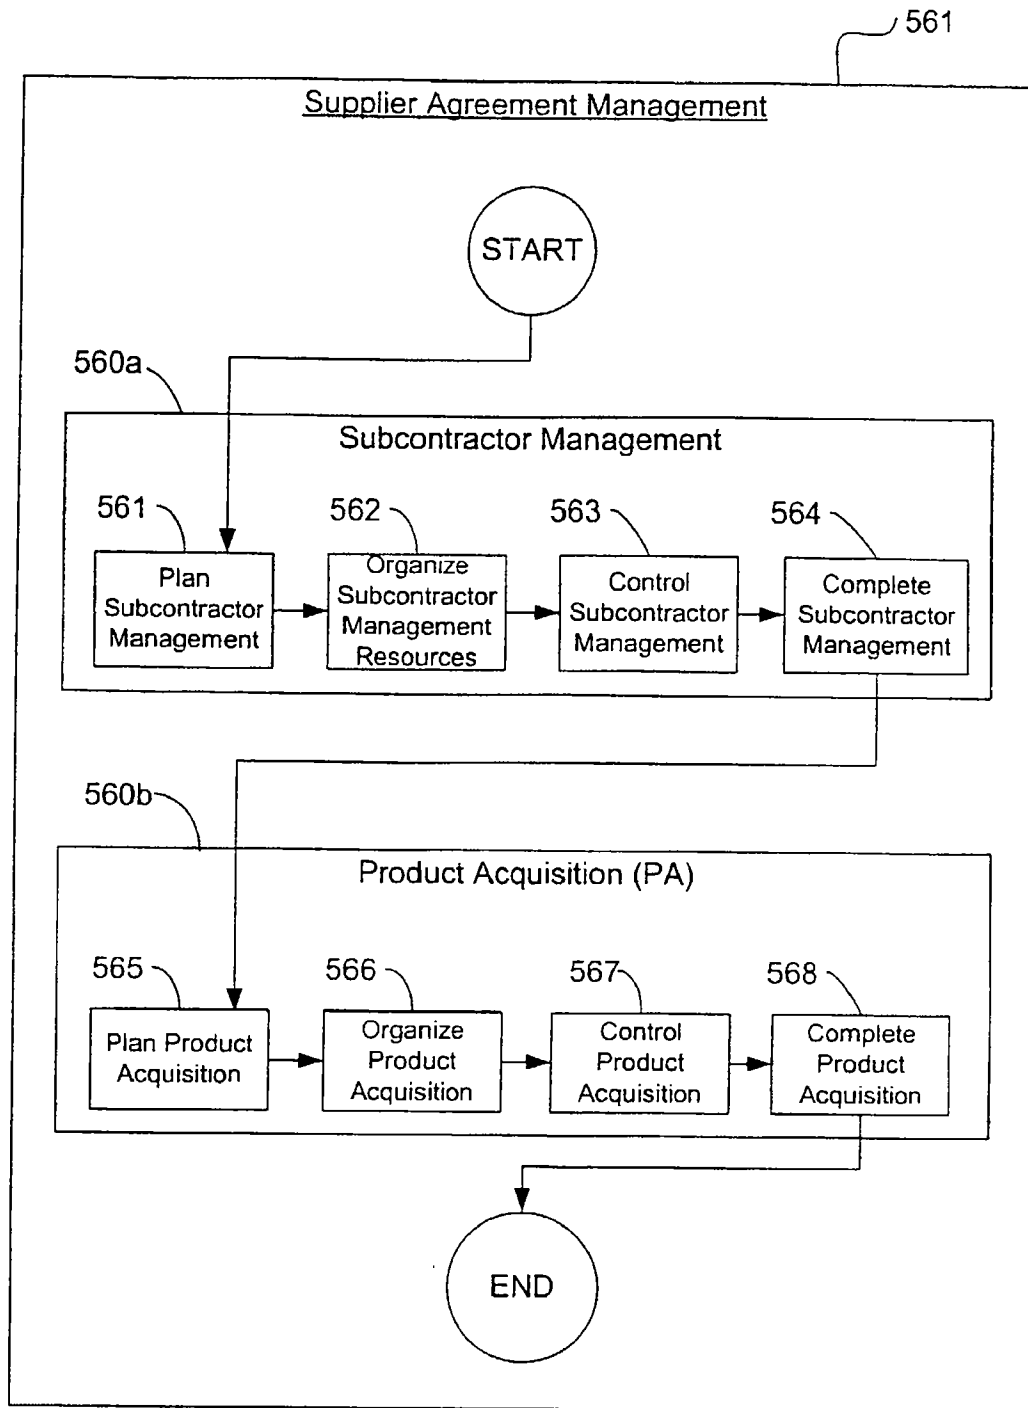 561
Supplier Agreement Management
START
560a
Subcontractor Management
561
562
563
564
Plan
Subcontractor
Management
Organize
Subcontractor
Management
Resources
Control
Subcontractor
Management
Complete
Subcontractor
Management
560b
Product Acquisition (PA)
565
566
567
568
Plan Product
Acquisition
Organize
Product
Acquisition
Control
Product
Acquisition
Complete
Product
Acquisition
END